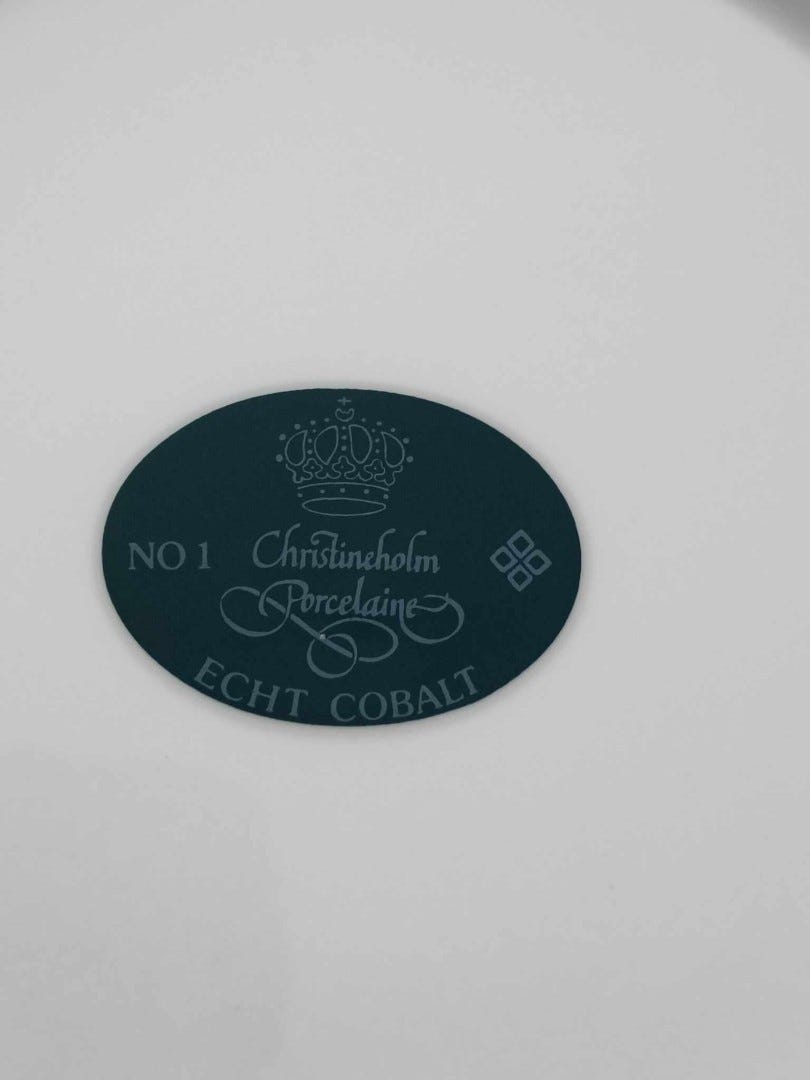 NO 1
Christineholm
Porcelaine
ECHT COBALT